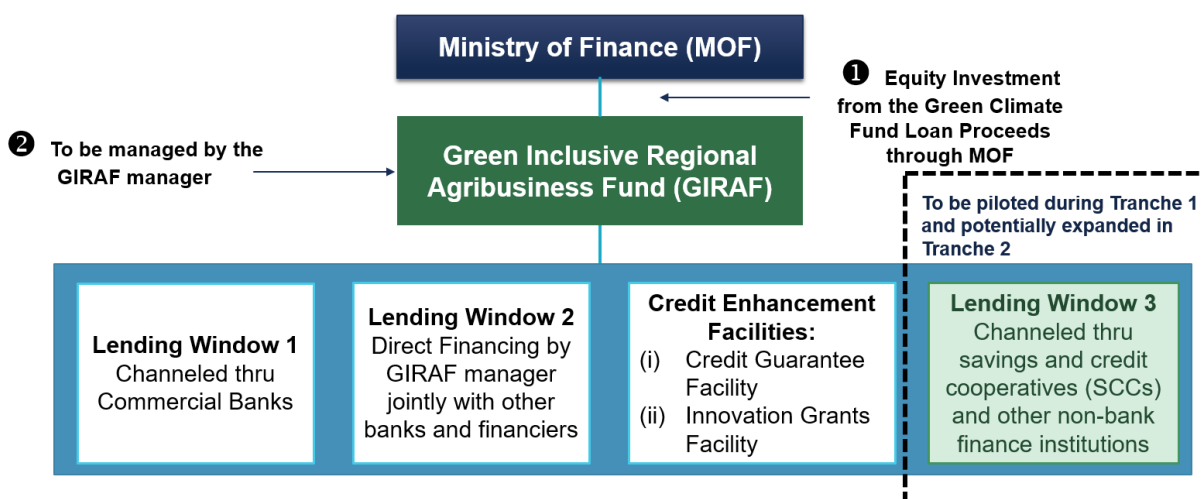 Ministry of Finance (MOF)
❶ Equity Investment
from the Green Climate
Fund Loan Proceeds
through MOF
❷ To be managed by the
GIRAF manager
Green Inclusive Regional
Agribusiness Fund (GIRAF)
To be piloted during Tranche 1
and potentially expanded in
Tranche 2
Lending Window 1
Channeled thru
Commercial Banks
Lending Window 2
Direct Financing by
GIRAF manager
jointly with other
banks and financiers
Credit Enhancement
Facilities:
(i) Credit Guarantee
Facility
(ii) Innovation Grants
Facility
Lending Window 3
Channeled thru
savings and credit
cooperatives (SCCs)
and other non-bank
finance institutions